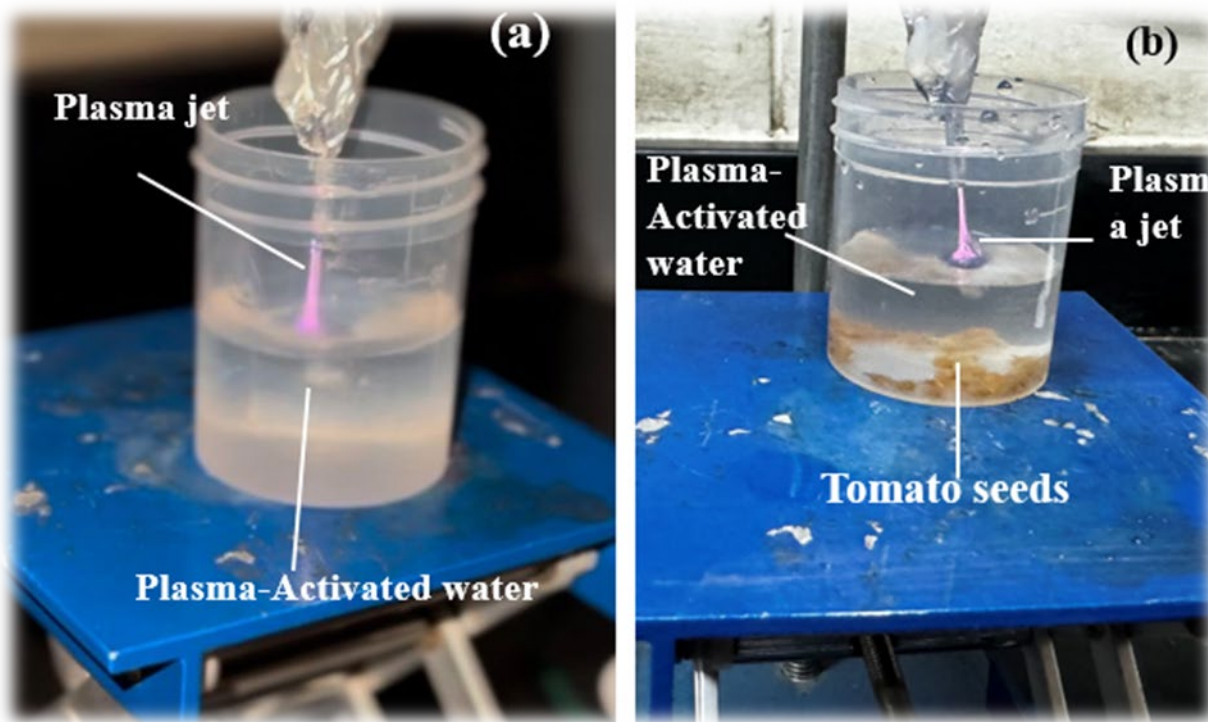 (a)
Plasma jet
Plasma-Activated water
(b)
Plasma-
Activated
water
Plasm
a jet
Tomato seeds